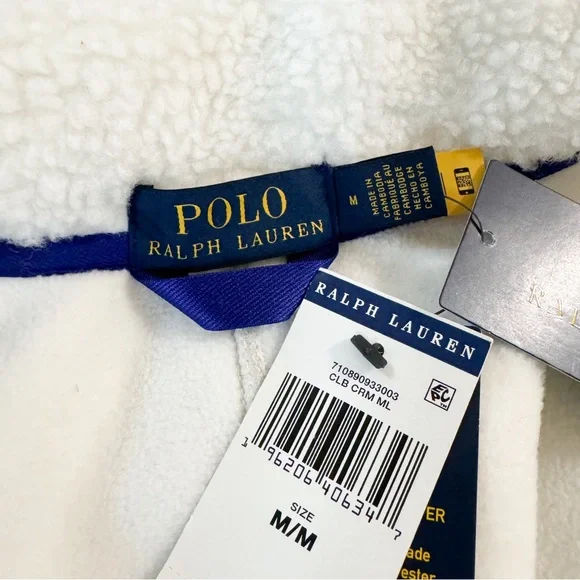 POLO
RALPH LAUREN
M
MADE IN
CAMBODIA
FABRIQUÉ AU
CAMBODGE
HECHO EN
CAMBOYA
RALPH LAUREN
710890933003
CLB CRM ML
EPC
1 96206 40634 7
SIZE
M/M